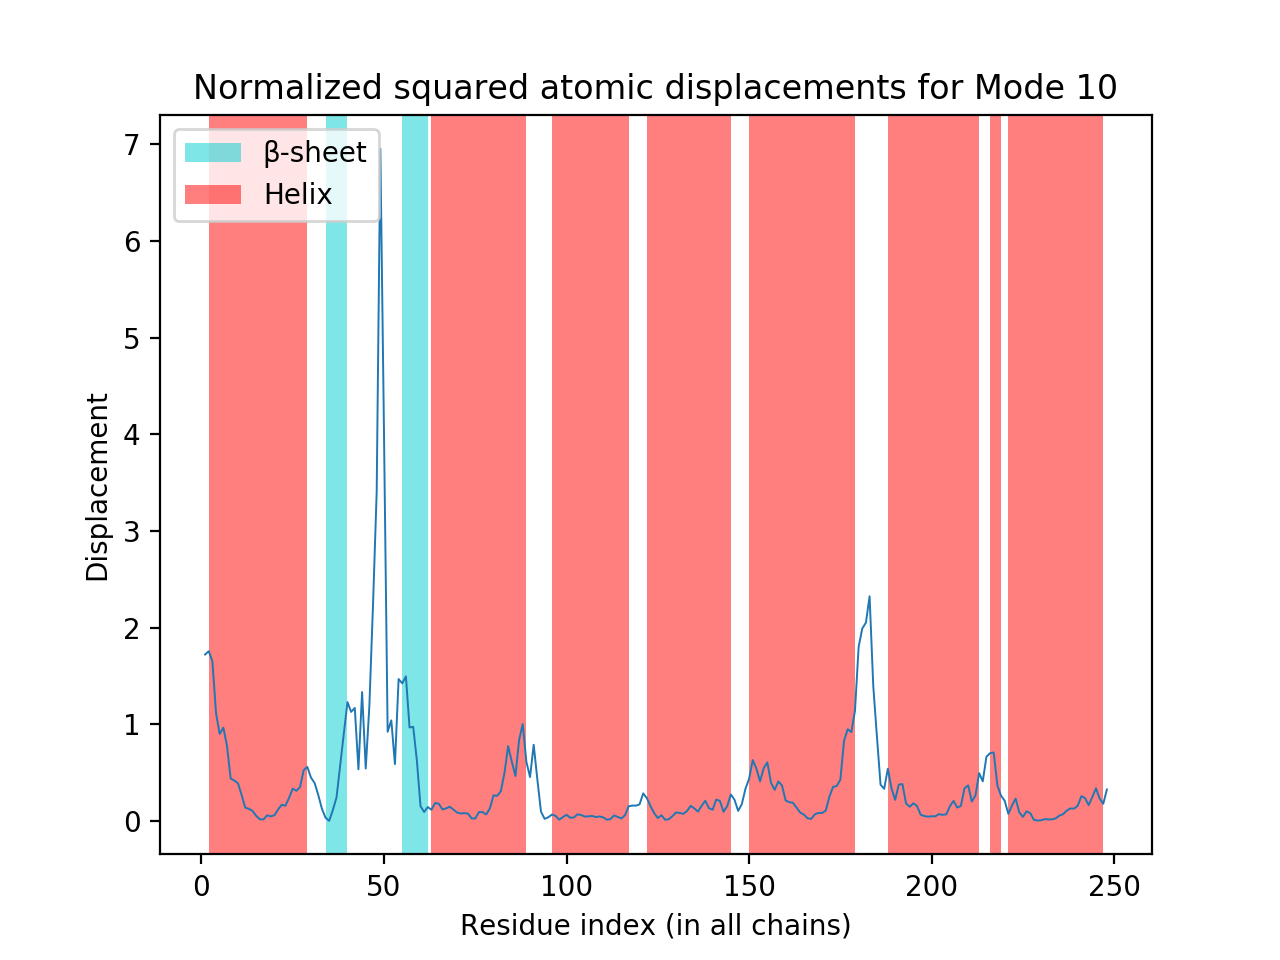 Normalized squared atomic displacements for Mode 10
β-sheet
Helix
Displacement
7
6
5
4
3
2
1
0
0 50 100 150 200 250
Residue index (in all chains)